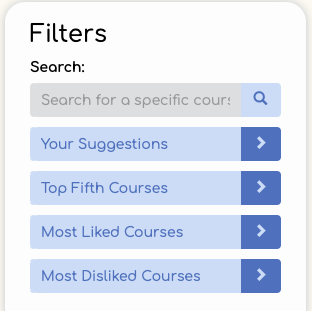 Filters
Search:
Search for a specific cours
Your Suggestions
Top Fifth Courses
Most Liked Courses
Most Disliked Courses